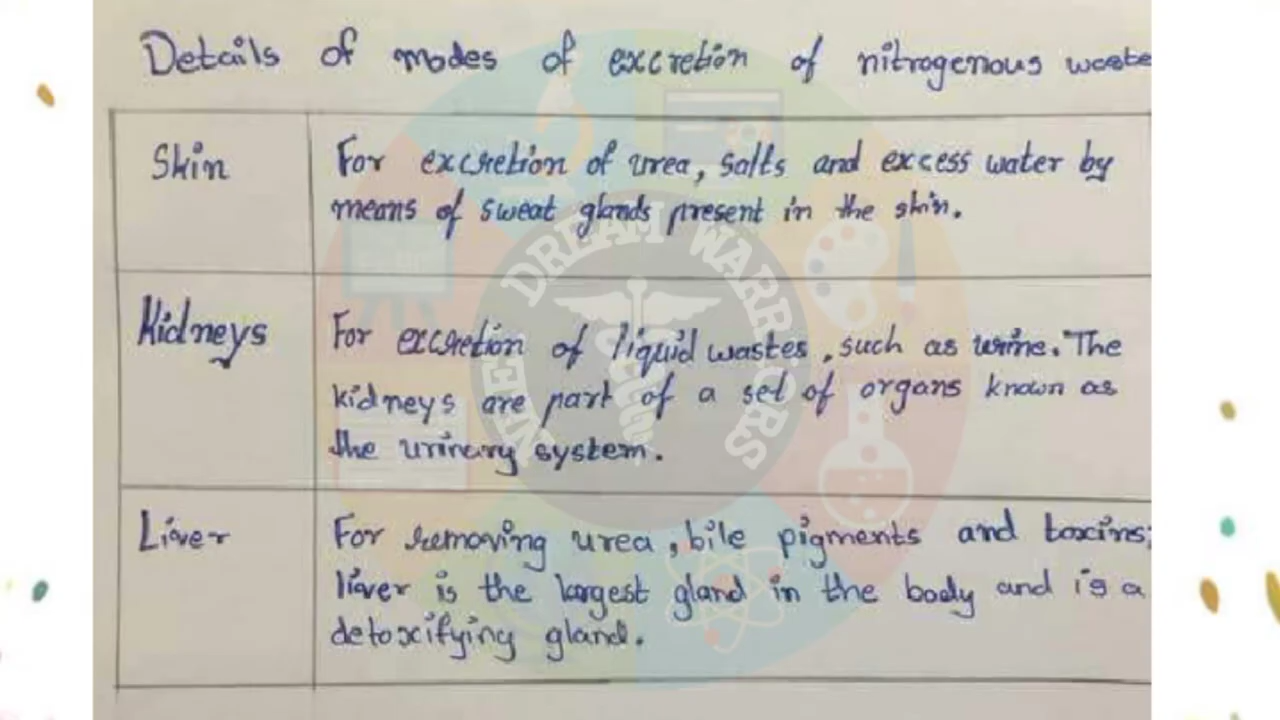 Details of modes of excretion of nitrogenous waste
Skin
For excretion of urea, salts and excess water by
means of sweat glands present in the skin.
Kidneys
For excretion of liquid wastes, such as urine. The
kidneys are part of a set of organs known as
the urinary system.
Liver
For removing urea, bile pigments and toxins;
liver is the largest gland in the body and is a
detoxifying gland.
NEET DREAM WARRIORS